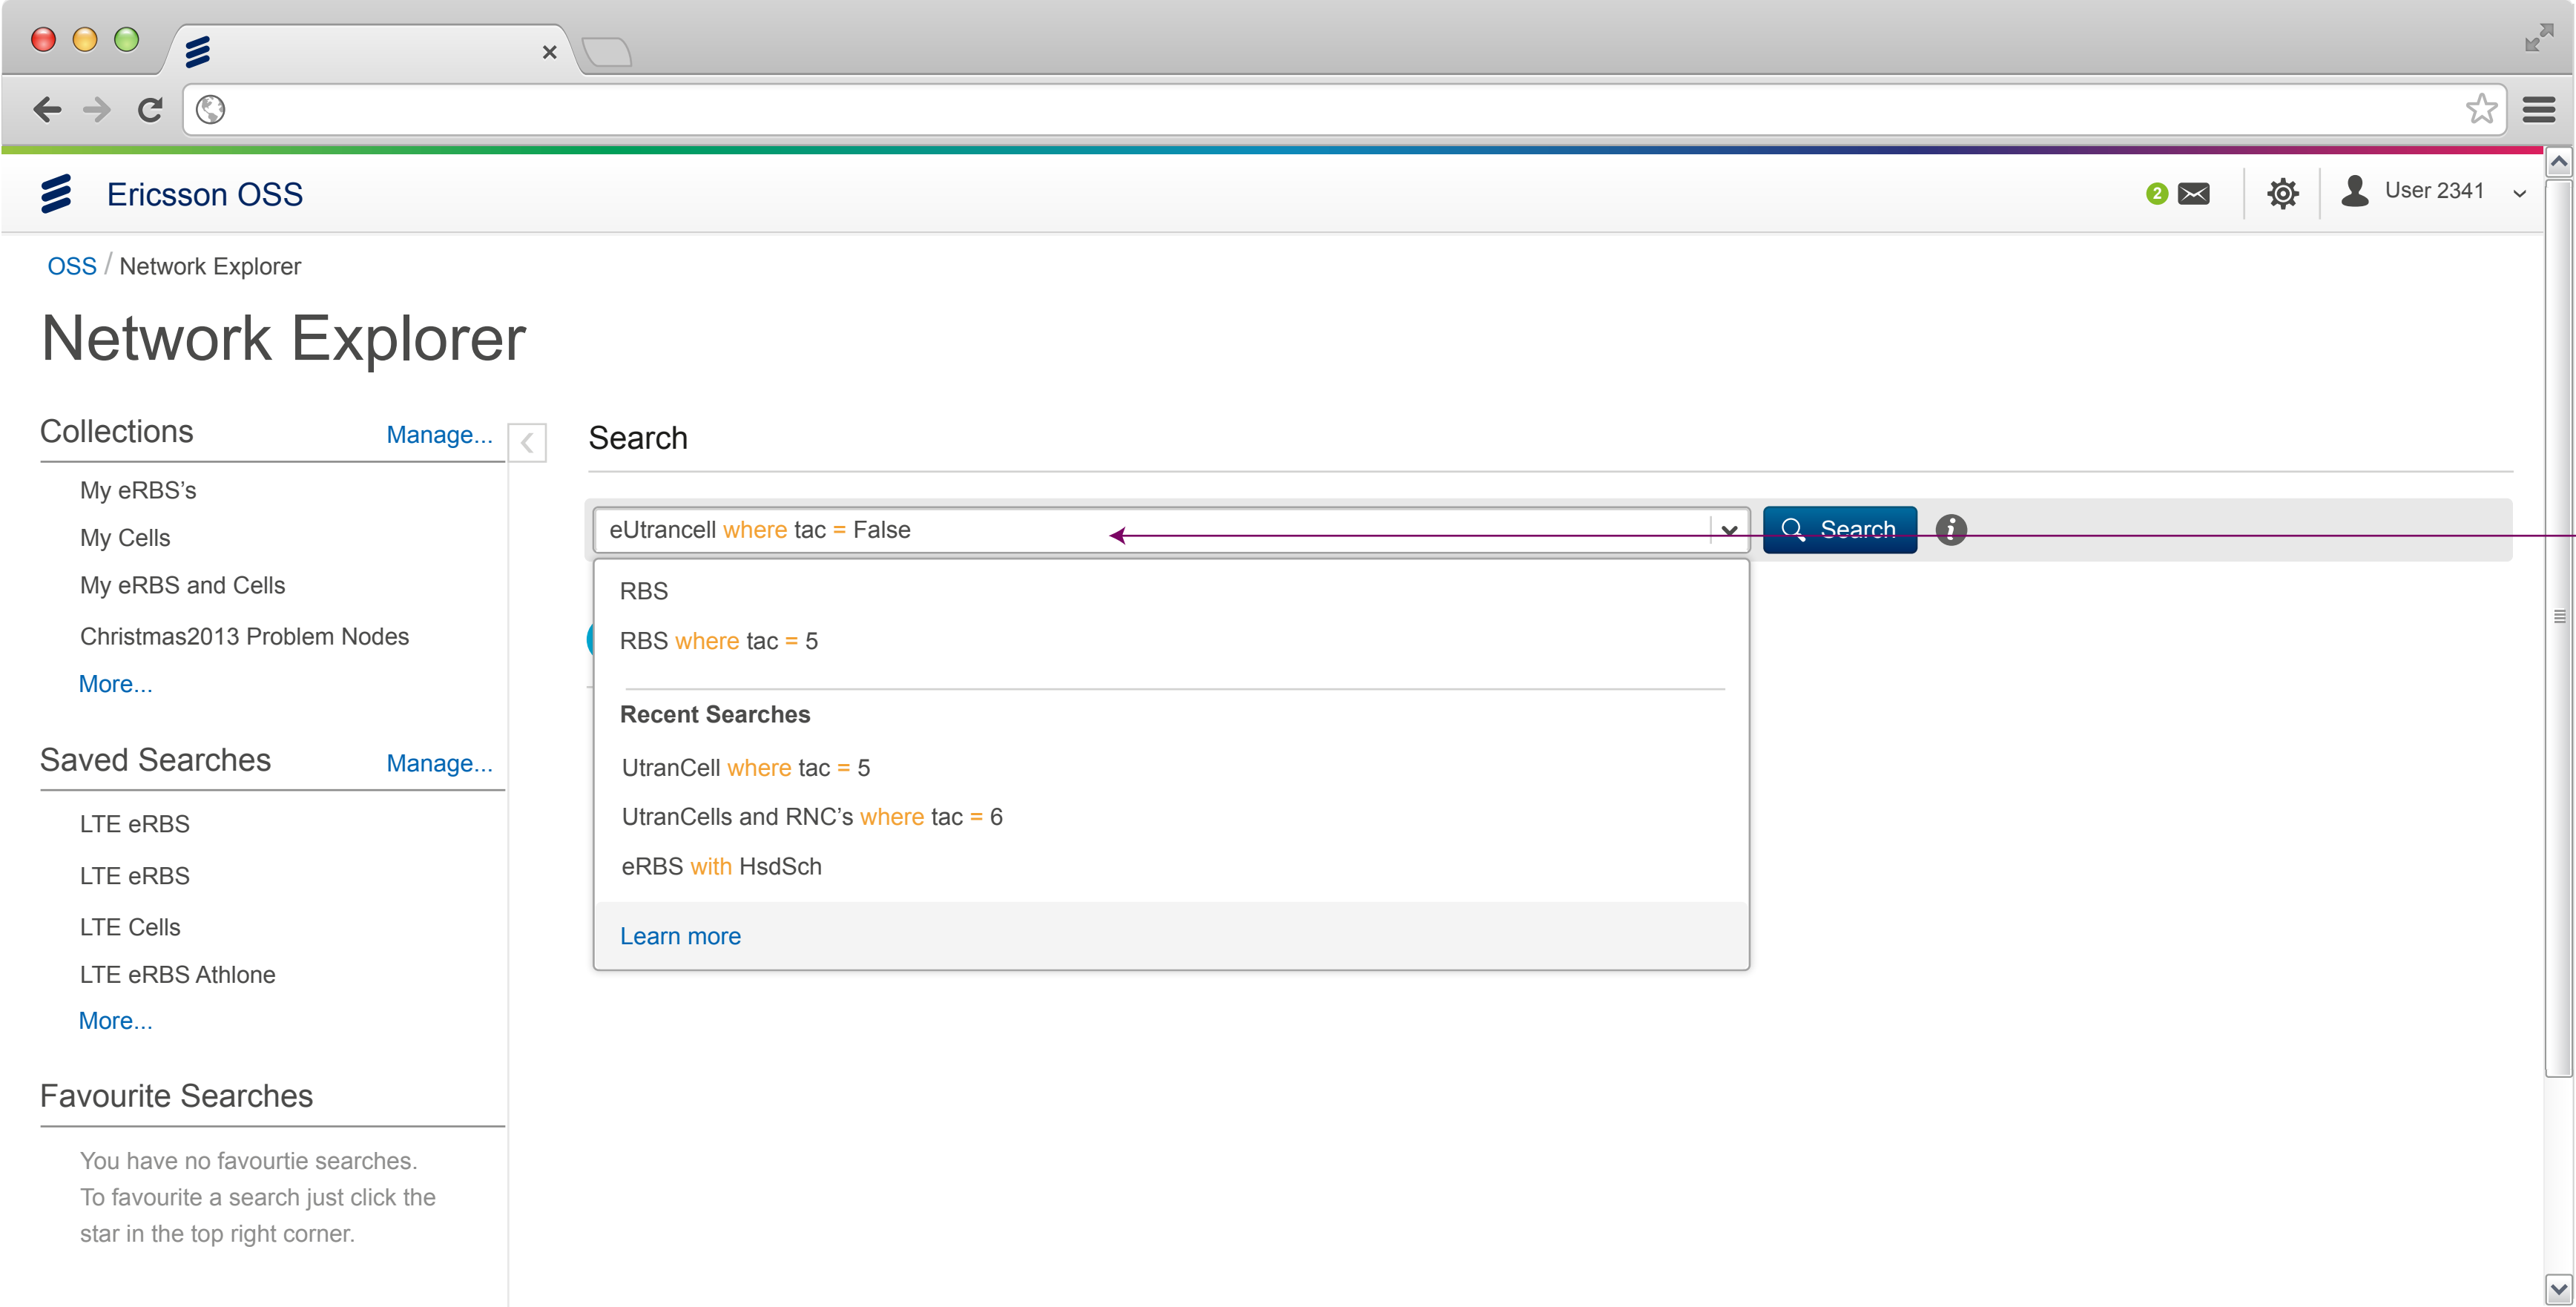 Ericsson OSS
2
User 2341
OSS / Network Explorer
Network Explorer
Collections Manage...
My eRBS’s
My Cells
My eRBS and Cells
Christmas2013 Problem Nodes
More...
Saved Searches Manage...
LTE eRBS
LTE eRBS
LTE Cells
LTE eRBS Athlone
More...
Favourite Searches
You have no favourtie searches.
To favourite a search just click the
star in the top right corner.
Search
eUtrancell where tac = False
Search
i
RBS
RBS where tac = 5
Recent Searches
UtranCell where tac = 5
UtranCells and RNC’s where tac = 6
eRBS with HsdSch
Learn more